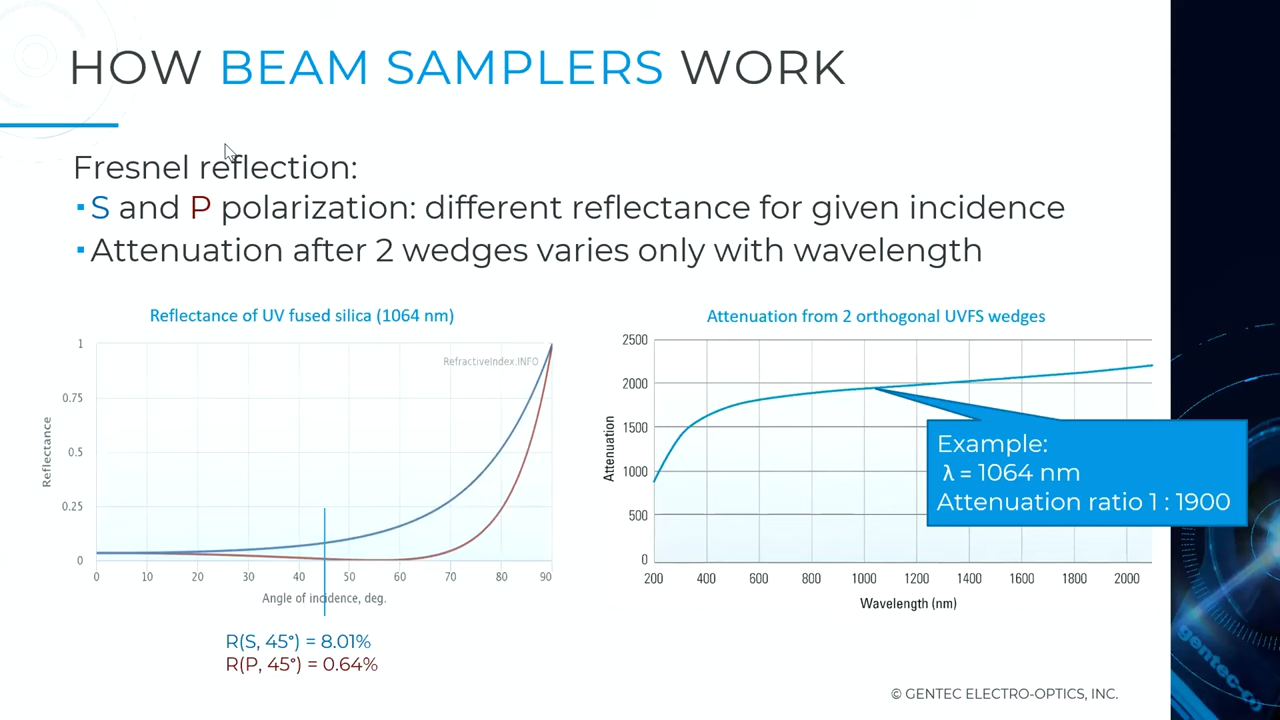 HOW BEAM SAMPLERS WORK
Fresnel reflection:
▪S and P polarization: different reflectance for given incidence
▪Attenuation after 2 wedges varies only with wavelength
Reflectance of UV fused silica (1064 nm)
RefractiveIndex.INFO
Reflectance
1
0.75
0.5
0.25
0
0 10 20 30 40 50 60 70 80 90
Angle of incidence, deg.
R(S, 45°) = 8.01%
R(P, 45°) = 0.64%
Attenuation from 2 orthogonal UVFS wedges
Attenuation
2500
2000
1500
1000
500
0
200 400 600 800 1000 1200 1400 1600 1800 2000
Wavelength (nm)
Example:
λ = 1064 nm
Attenuation ratio 1 : 1900
© GENTEC ELECTRO-OPTICS, INC.
gentec-eo